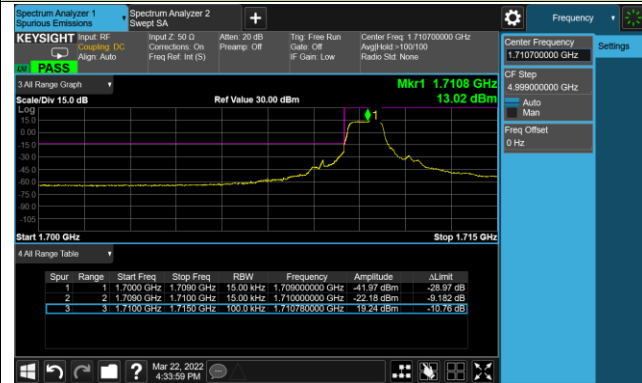 Spectrum Analyzer 1
Spurious Emissions
Spectrum Analyzer 2
Swept SA
Frequency
KEYSIGHT
Input: RF
Coupling: DC
Align: Auto
Input Z: 50 Ω
Corrections: On
Freq Ref: Int (S)
Atten: 20 dB
Preamp: Off
Trig: Free Run
Gate: Off
IF Gain: Low
Center Freq: 1.710700000 GHz
Avg|Hold:>100/100
Radio Std: None
PASS
Center Frequency
1.710700000 GHz
Settings
CF Step
4.999000000 GHz
Auto
Man
Freq Offset
0 Hz
3 All Range Graph
Scale/Div 15.0 dB
Ref Value 30.00 dBm
Mkr1 1.7108 GHz
13.02 dBm
Log
15.0
0.00
-15.0
-30.0
-45.0
-60.0
-75.0
-90.0
-105
1
Start 1.700 GHz
Stop 1.715 GHz
4 All Range Table
Spur Range Start Freq Stop Freq RBW Frequency Amplitude ΔLimit
1 1 1.7000 GHz 1.7090 GHz 15.00 kHz 1.709000000 GHz -41.97 dBm -28.97 dB
2 2 1.7090 GHz 1.7100 GHz 15.00 kHz 1.710000000 GHz -22.18 dBm -9.182 dB
3 3 1.7100 GHz 1.7150 GHz 100.0 kHz 1.710780000 GHz 19.24 dBm -10.76 dB
?
Mar 22, 2022
4:33:59 PM